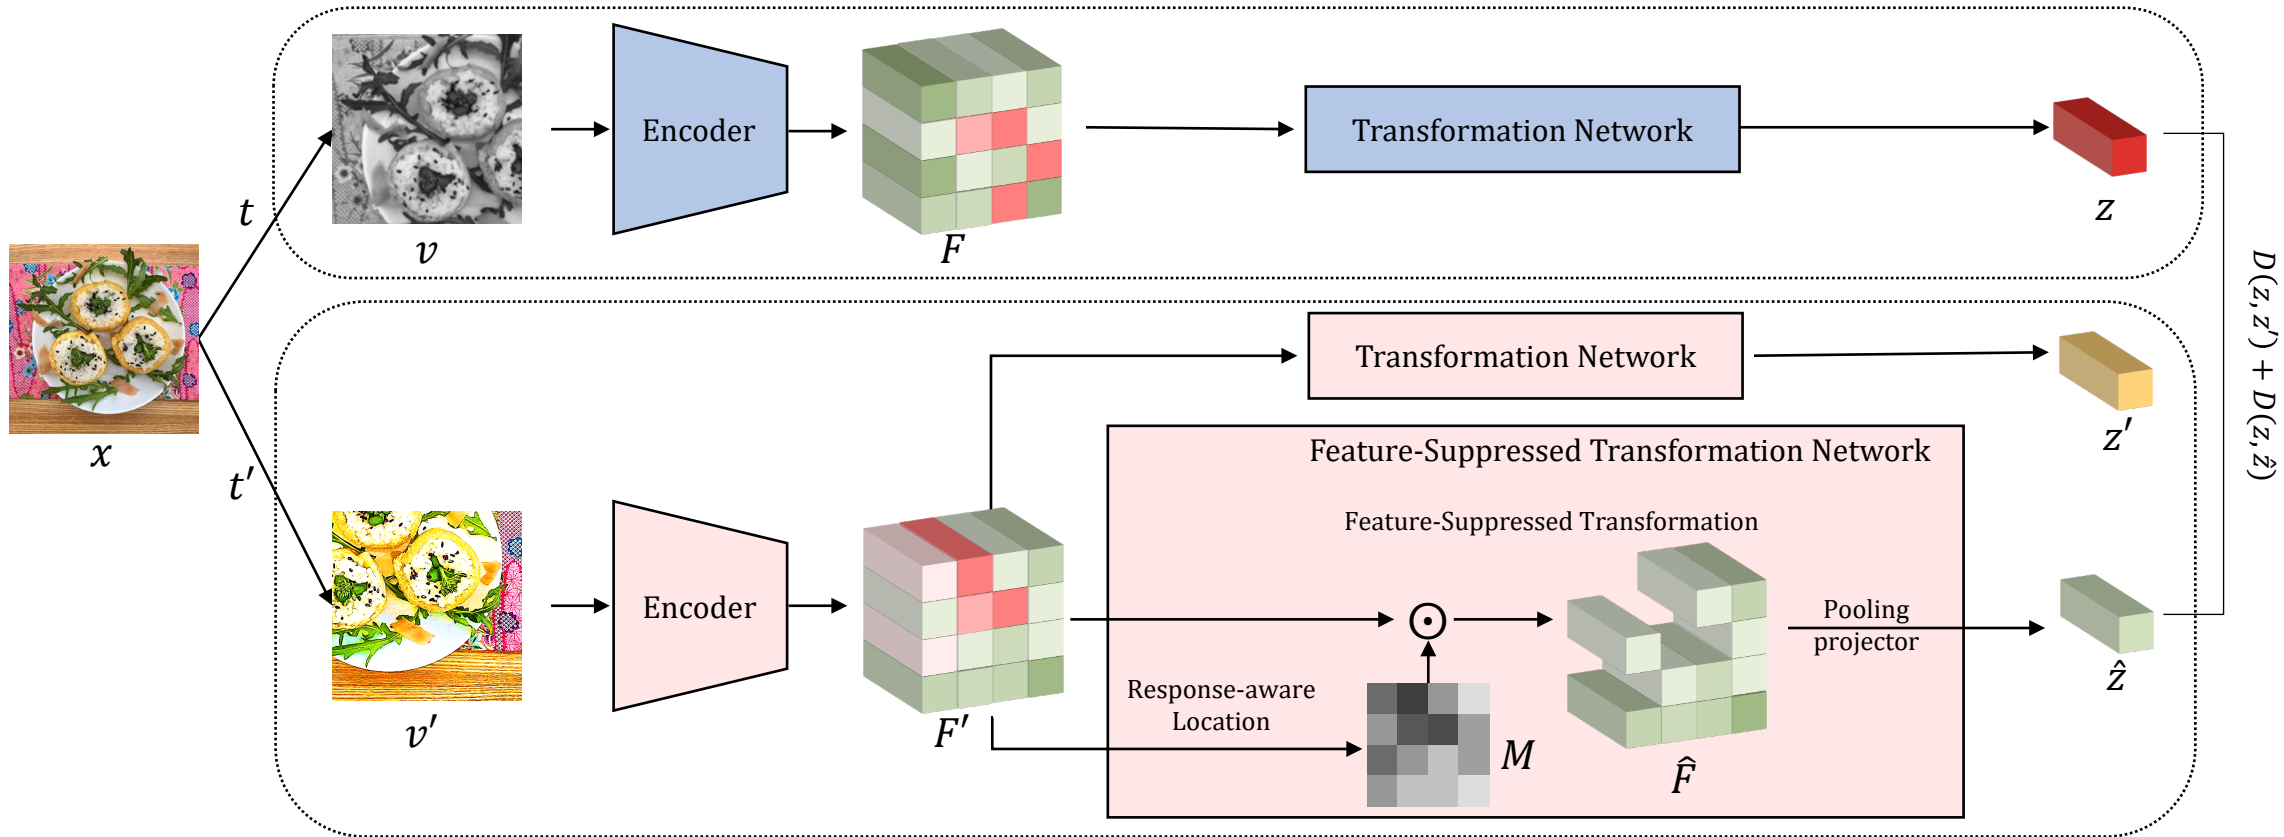 x
t
t′
v
Encoder
F
Transformation Network
z
v′
Encoder
F′
Transformation Network
z′
Feature-Suppressed Transformation Network
Feature-Suppressed Transformation
Response-aware
Location
M
F̂
Pooling
projector
ẑ
D(z, z′) + D(z, ẑ)